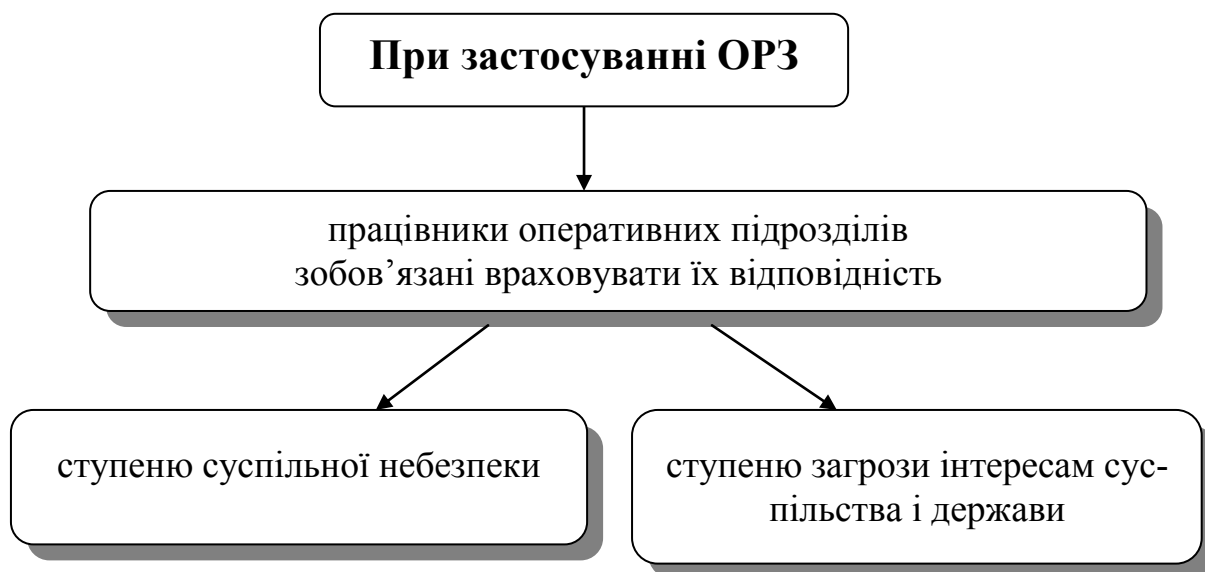 При застосуванні ОРЗ
працівники оперативних підрозділів
зобов’язані враховувати їх відповідність
ступеню суспільної небезпеки
ступеню загрози інтересам сус-
пільства і держави